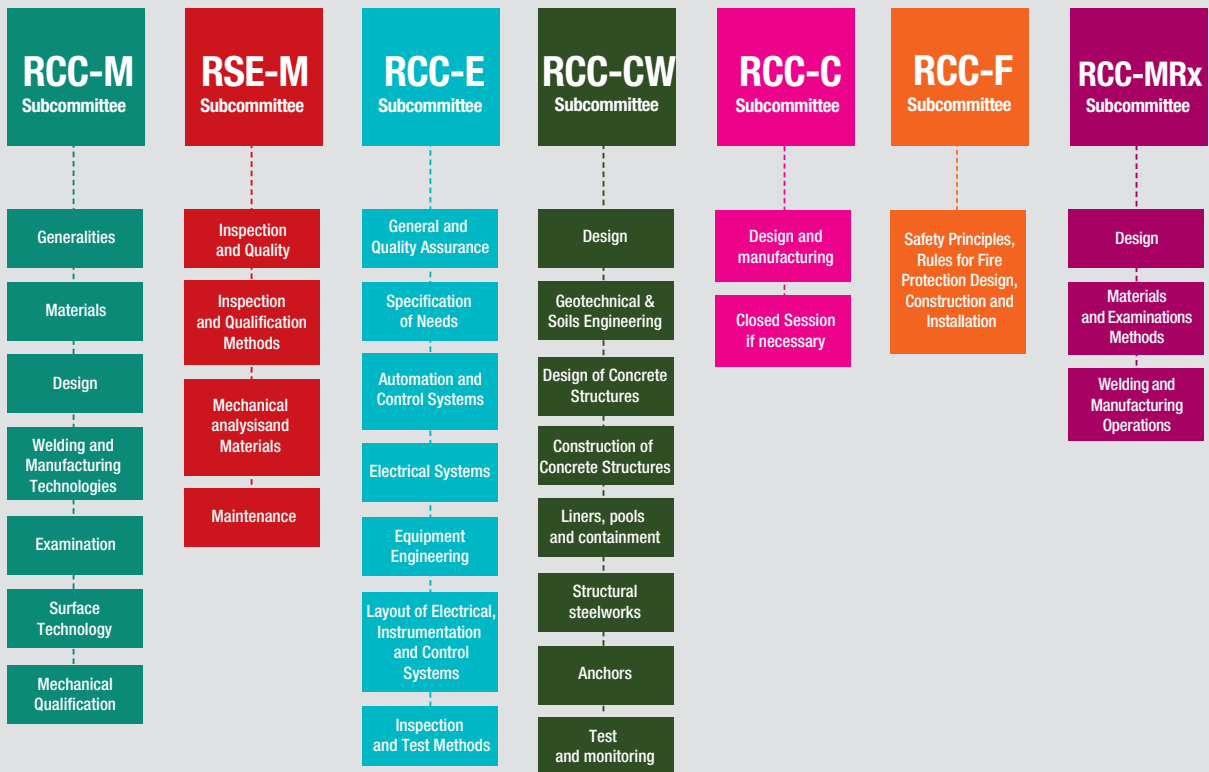 RCC-M
Subcommittee
Generalities
Materials
Design
Welding and
Manufacturing
Technologies
Examination
Surface
Technology
Mechanical
Qualification
RSE-M
Subcommittee
Inspection
and Quality
Inspection
and Qualification
Methods
Mechanical
analysisand
Materials
Maintenance
RCC-E
Subcommittee
General and
Quality Assurance
Specification
of Needs
Automation and
Control Systems
Electrical Systems
Equipment
Engineering
Layout of Electrical,
Instrumentation
and Control
Systems
Inspection
and Test Methods
RCC-CW
Subcommittee
Design
Geotechnical &
Soils Engineering
Design of Concrete
Structures
Construction of
Concrete Structures
Liners, pools
and containment
Structural
steelworks
Anchors
Test
and monitoring
RCC-C
Subcommittee
Design and
manufacturing
Closed Session
if necessary
RCC-F
Subcommittee
Safety Principles,
Rules for Fire
Protection Design,
Construction and
Installation
RCC-MRx
Subcommittee
Design
Materials
and Examinations
Methods
Welding and
Manufacturing
Operations